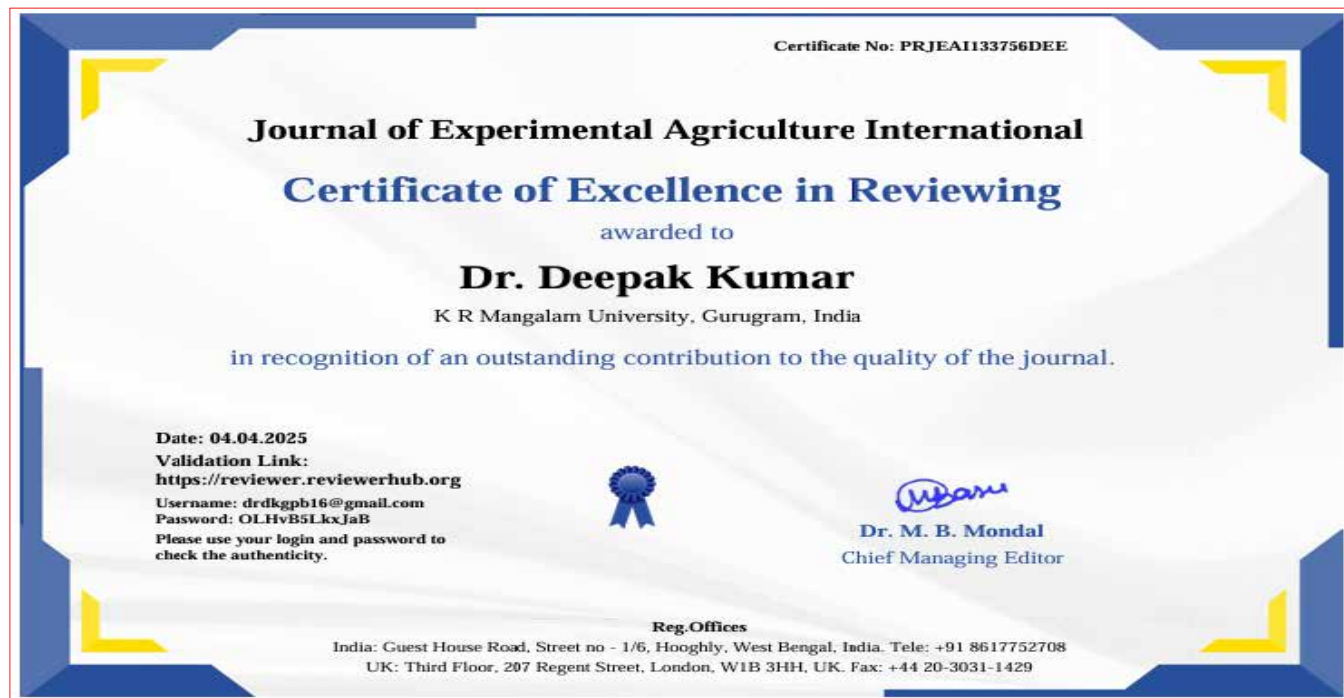 Certificate No: PRJEAI133756DEE
Journal of Experimental Agriculture International
Certificate of Excellence in Reviewing
awarded to
Dr. Deepak Kumar
K R Mangalam University, Gurugram, India
in recognition of an outstanding contribution to the quality of the journal.
Date: 04.04.2025
Validation Link:
https://reviewer.reviewerhub.org
Username: drdkgpb16@gmail.com
Password: OLHvB5LkxJaB
Please use your login and password to
check the authenticity.
Dr. M. B. Mondal
Chief Managing Editor
Reg.Offices
India: Guest House Road, Street no - 1/6, Hooghly, West Bengal, India. Tele: +91 8617752708
UK: Third Floor, 207 Regent Street, London, W1B 3HH, UK. Fax: +44 20-3031-1429